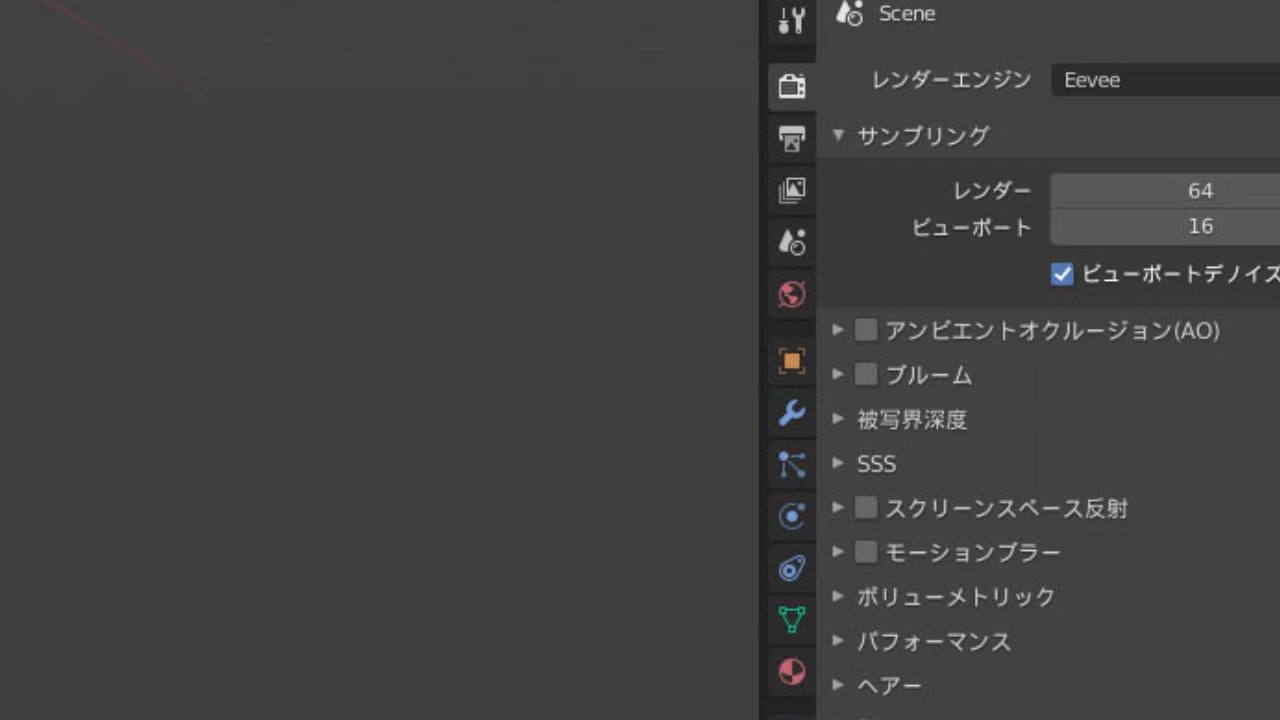 Scene
レンダーエンジン Eevee
サンプリング
レンダー 64
ビューポート 16
ビューポートデノイズ
アンビエントオクルージョン(AO)
ブルーム
被写界深度
SSS
スクリーンスペース反射
モーションブラー
ボリューメトリック
パフォーマンス
ヘアー